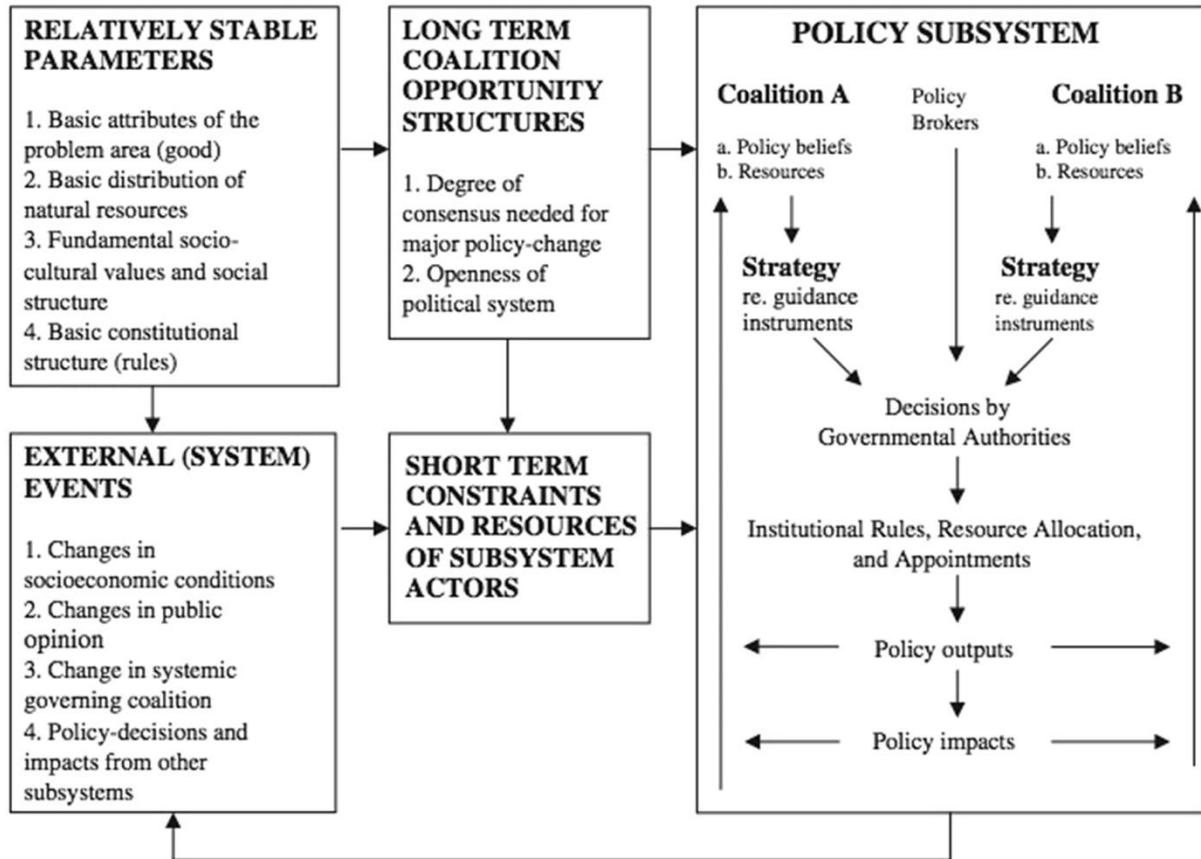 RELATIVELY STABLE
PARAMETERS
1. Basic attributes of the
problem area (good)
2. Basic distribution of
natural resources
3. Fundamental socio-
cultural values and social
structure
4. Basic constitutional
structure (rules)
LONG TERM
COALITION
OPPORTUNITY
STRUCTURES
1. Degree of
consensus needed for
major policy-change
2. Openness of
political system
POLICY SUBSYSTEM
Coalition A
a. Policy beliefs
b. Resources
Strategy
re. guidance
instruments
Policy
Brokers
Coalition B
a. Policy beliefs
b. Resources
Strategy
re. guidance
instruments
Decisions by
Governmental Authorities
Institutional Rules, Resource Allocation,
and Appointments
Policy outputs
Policy impacts
EXTERNAL (SYSTEM)
EVENTS
1. Changes in
socioeconomic conditions
2. Changes in public
opinion
3. Change in systemic
governing coalition
4. Policy-decisions and
impacts from other
subsystems
SHORT TERM
CONSTRAINTS
AND RESOURCES
OF SUBSYSTEM
ACTORS